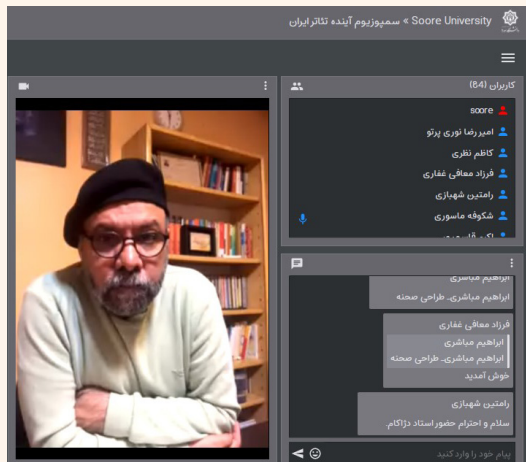 Soore University » سمپوزیوم آینده تئاتر ایران
کاربران (84)
soore
امیررضا نوری پرتو
کاظم نظری
فرزاد معافی غفاری
رامتین شهبازی
شکوفه ماسوری
ابراهیم مباشری
ابراهیم مباشری_ طراحی صحنه
فرزاد معافی غفاری
ابراهیم مباشری
ابراهیم مباشری_ طراحی صحنه
خوش آمدید
رامتین شهبازی
سلام و احترام حضور استاد دژاکام.
پیام خود را وارد کنید